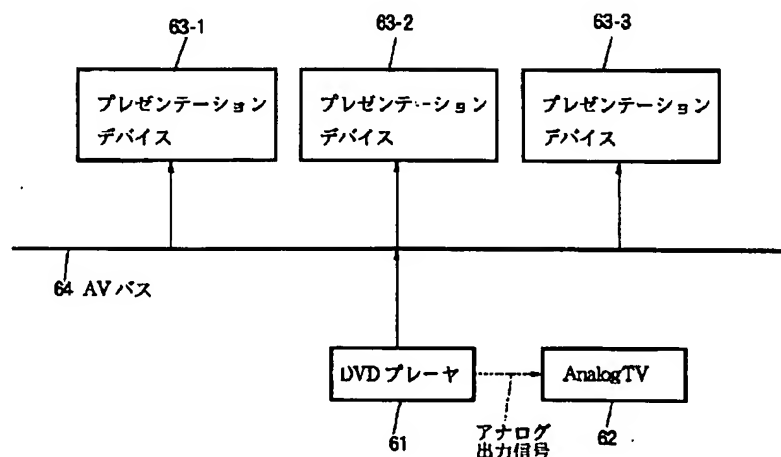 63-1
63-2
63-3
プレゼンテーション
デバイス
プレゼンテーション
デバイス
プレゼンテーション
デバイス
64 AVバス
DVDプレーヤ
AnalogTV
61
アナログ
出力信号
62